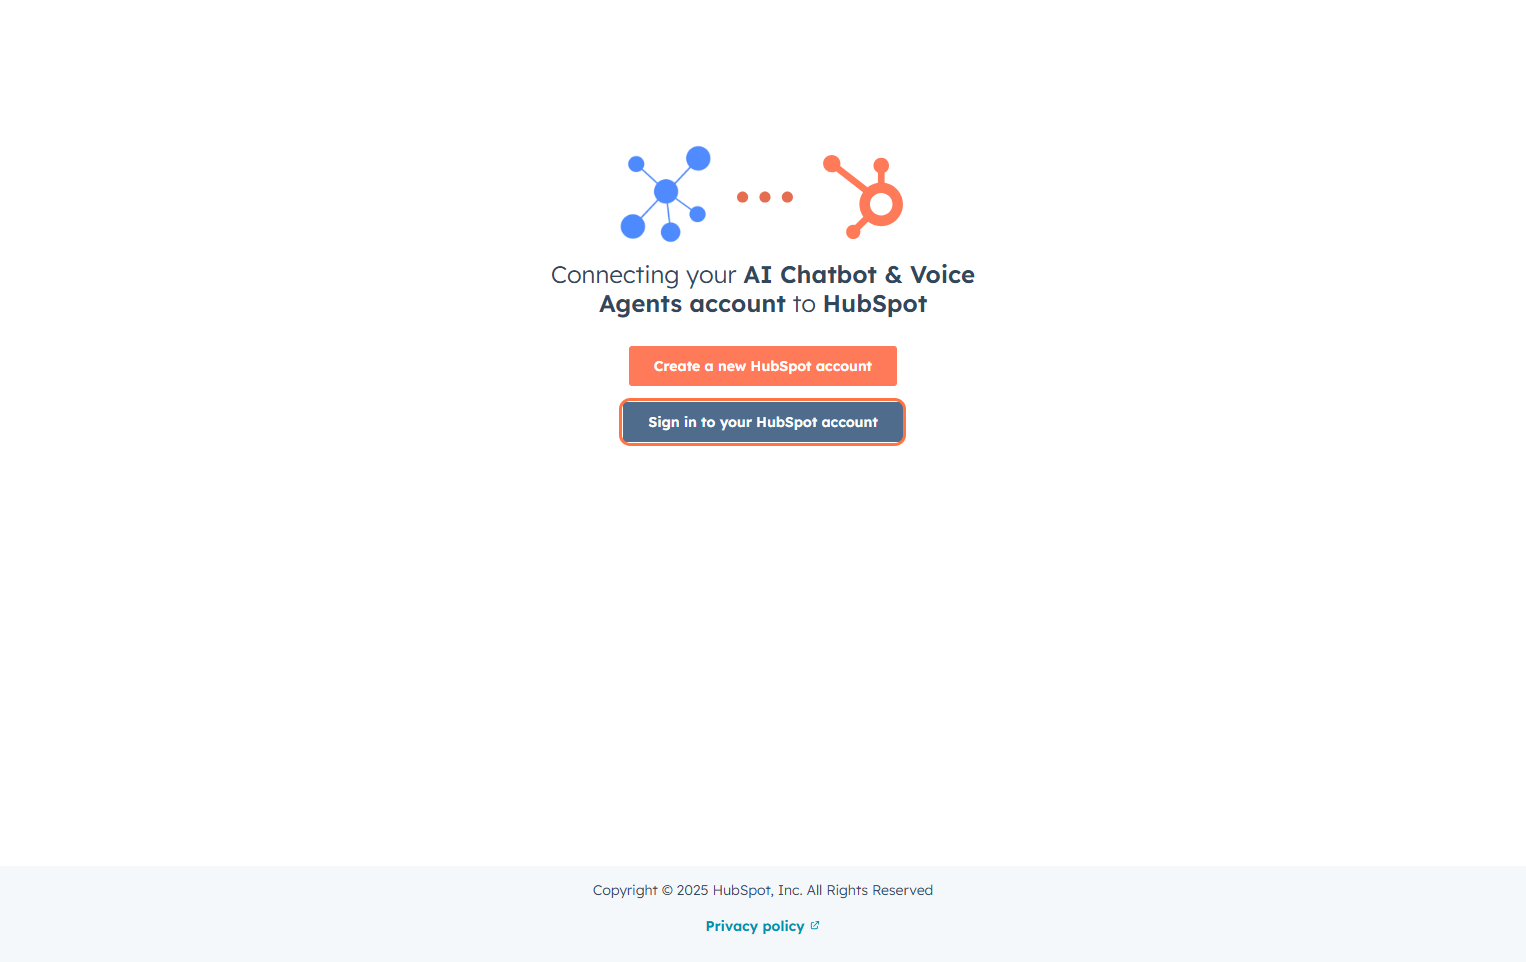 Connecting your AI Chatbot & Voice
Agents account to HubSpot
Create a new HubSpot account
Sign in to your HubSpot account
Copyright © 2025 HubSpot, Inc. All Rights Reserved
Privacy policy